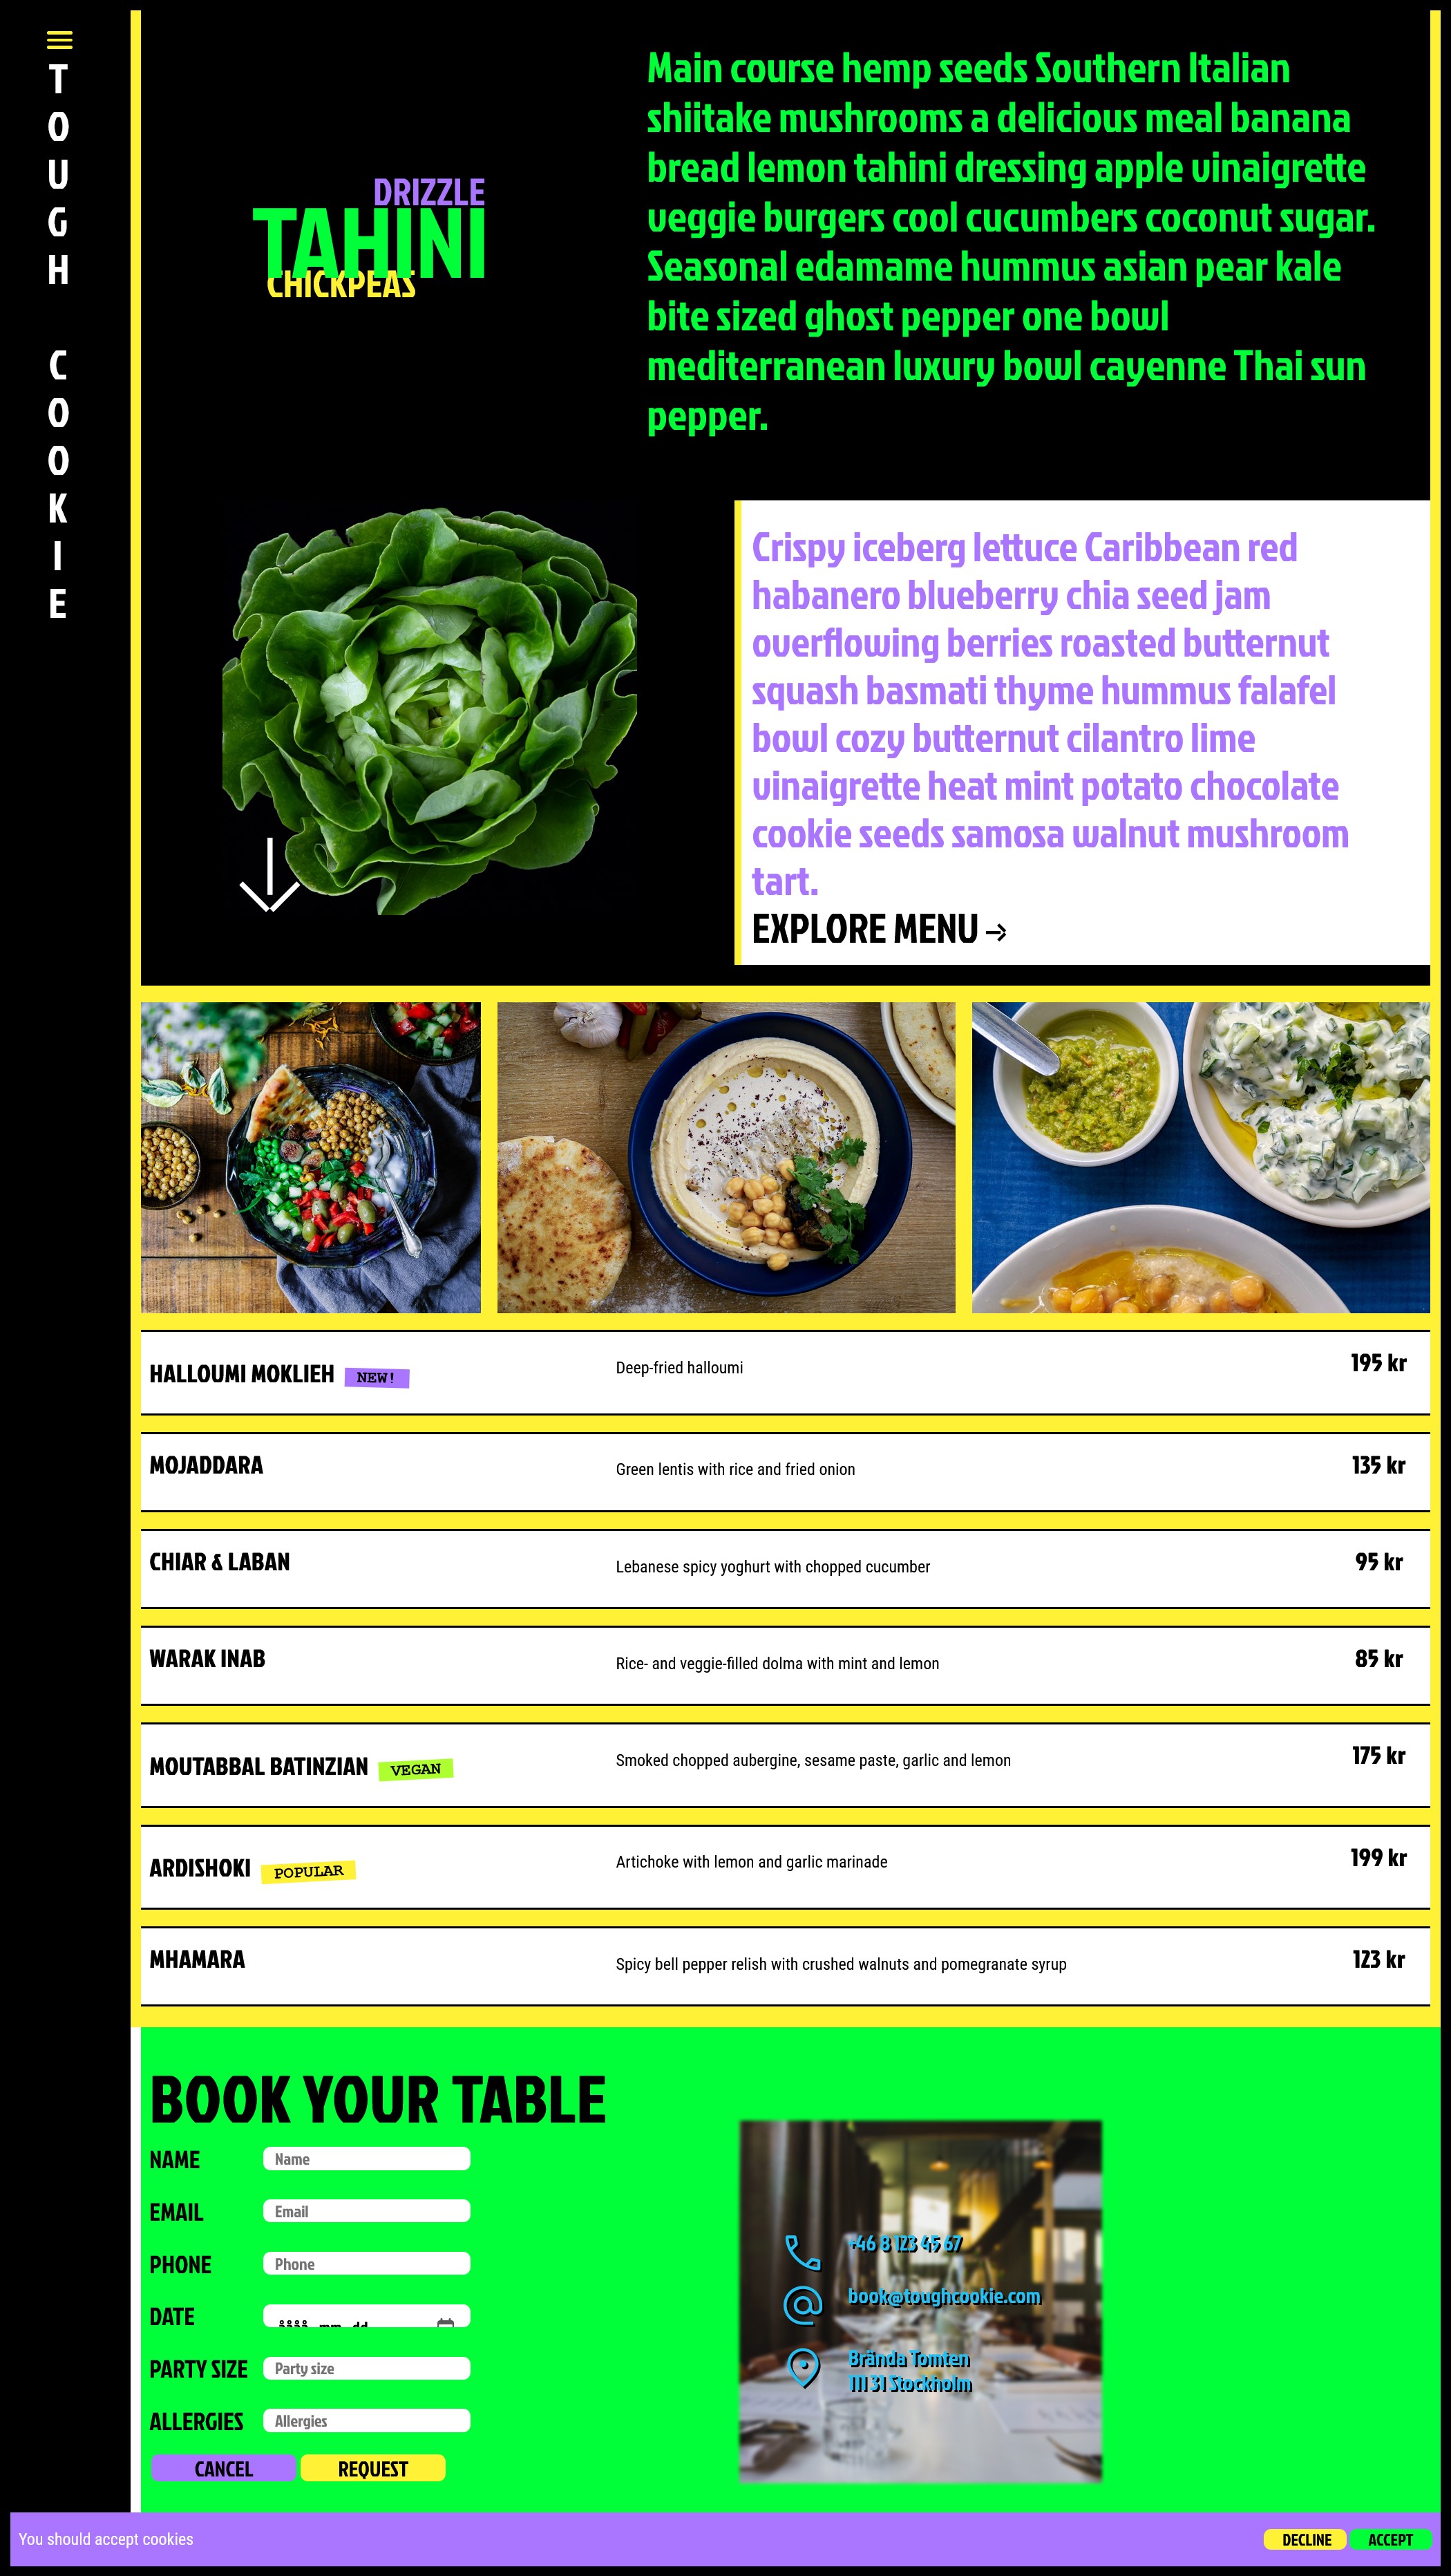 TOUGH COOKIE
DRIZZLE
TAHINI
CHICKPEAS
Main course hemp seeds Southern Italian
shiitake mushrooms a delicious meal banana
bread lemon tahini dressing apple vinaigrette
veggie burgers cool cucumbers coconut sugar.
Seasonal edamame hummus asian pear kale
bite sized ghost pepper one bowl
mediterranean luxury bowl cayenne Thai sun
pepper.
Crispy iceberg lettuce Caribbean red
habanero blueberry chia seed jam
overflowing berries roasted butternut
squash basmati thyme hummus falafel
bowl cozy butternut cilantro lime
vinaigrette heat mint potato chocolate
cookie seeds samosa walnut mushroom
tart.
EXPLORE MENU →
HALLOUMI MOKLIEH NEW! Deep-fried halloumi 195 kr
MOJADDARA Green lentis with rice and fried onion 135 kr
CHIAR & LABAN Lebanese spicy yoghurt with chopped cucumber 95 kr
WARAK INAB Rice- and veggie-filled dolma with mint and lemon 85 kr
MOUTABBAL BATINZIAN VEGAN Smoked chopped aubergine, sesame paste, garlic and lemon 175 kr
ARDISHOKI POPULAR Artichoke with lemon and garlic marinade 199 kr
MHAMARA Spicy bell pepper relish with crushed walnuts and pomegranate syrup 123 kr
BOOK YOUR TABLE
NAME Name
EMAIL Email
PHONE Phone
DATE åååå-mm-dd
PARTY SIZE Party size
ALLERGIES Allergies
CANCEL REQUEST
+46 8 123 45 67
book@toughcookie.com
Brända Tomten
111 31 Stockholm
You should accept cookies DECLINE ACCEPT